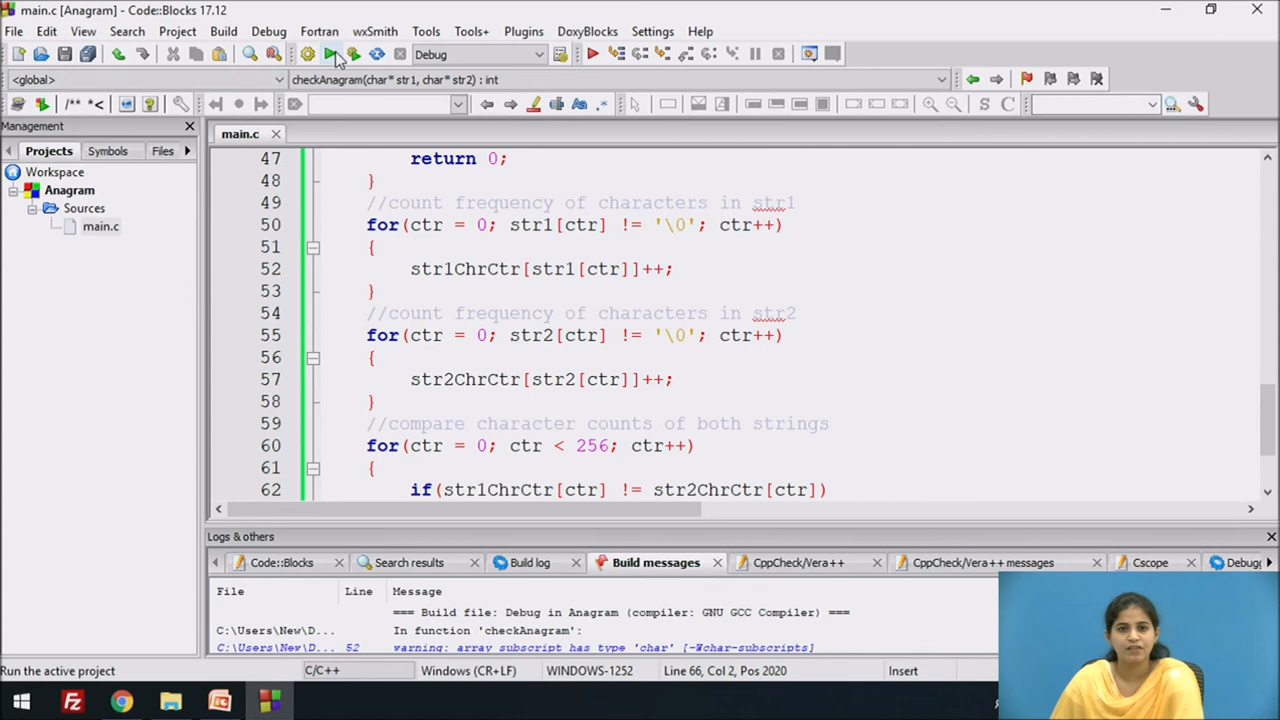 main.c [Anagram] - Code::Blocks 17.12
File Edit View Search Project Build Debug Fortran wxSmith Tools Tools+ Plugins DoxyBlocks Settings Help
Debug
<global> checkAnagram(char* str1, char* str2) : int
/** *<
Management
main.c
Projects Symbols Files
Workspace
Anagram
Sources
main.c
47 return 0;
48 }
49 //count frequency of characters in str1
50 for(ctr = 0; str1[ctr] != '\0'; ctr++)
51 {
52 str1ChrCtr[str1[ctr]]++;
53 }
54 //count frequency of characters in str2
55 for(ctr = 0; str2[ctr] != '\0'; ctr++)
56 {
57 str2ChrCtr[str2[ctr]]++;
58 }
59 //compare character counts of both strings
60 for(ctr = 0; ctr < 256; ctr++)
61 {
62 if(str1ChrCtr[ctr] != str2ChrCtr[ctr])
Logs & others
Code::Blocks Search results Build log Build messages CppCheck/Vera++ CppCheck/Vera++ messages Cscope Debugg
File Line Message
=== Build file: Debug in Anagram (compiler: GNU GCC Compiler) ===
C:\Users\New\D... In function 'checkAnagram':
C:\Users\New\D... 52 warning: array subscript has type 'char' [-Wchar-subscripts]
Run the active project C/C++ Windows (CR+LF) WINDOWS-1252 Line 66, Col 2, Pos 2020 Insert